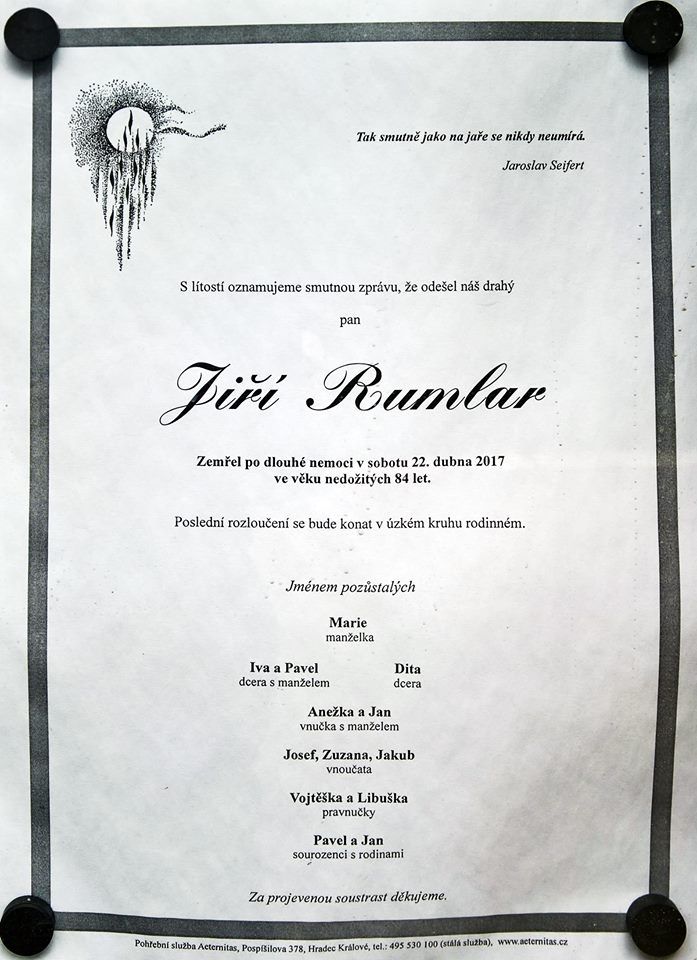 Tak smutně jako na jaře se nikdy neumírá.
Jaroslav Seifert
S lítostí oznamujeme smutnou zprávu, že odešel náš drahý
pan
Jiří Rumlar
Zemřel po dlouhé nemoci v sobotu 22. dubna 2017
ve věku nedožitých 84 let.
Poslední rozloučení se bude konat v úzkém kruhu rodinném.
Jménem pozůstalých
Marie
manželka
Iva a Pavel Dita
dcera s manželem dcera
Anežka a Jan
vnučka s manželem
Josef, Zuzana, Jakub
vnoučata
Vojtěška a Libuška
pravnučky
Pavel a Jan
sourozenci s rodinami
Za projevenou soustrast děkujeme.
Pohřební služba Aeternitas, Pospíšilova 378, Hradec Králové, tel.: 495 530 100 (stálá služba), www.aeternitas.cz